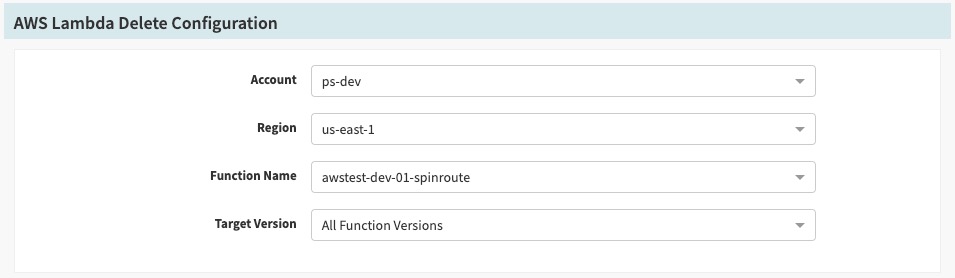 AWS Lambda Delete Configuration
Account ps-dev
Region us-east-1
Function Name awstest-dev-01-spinroute
Target Version All Function Versions